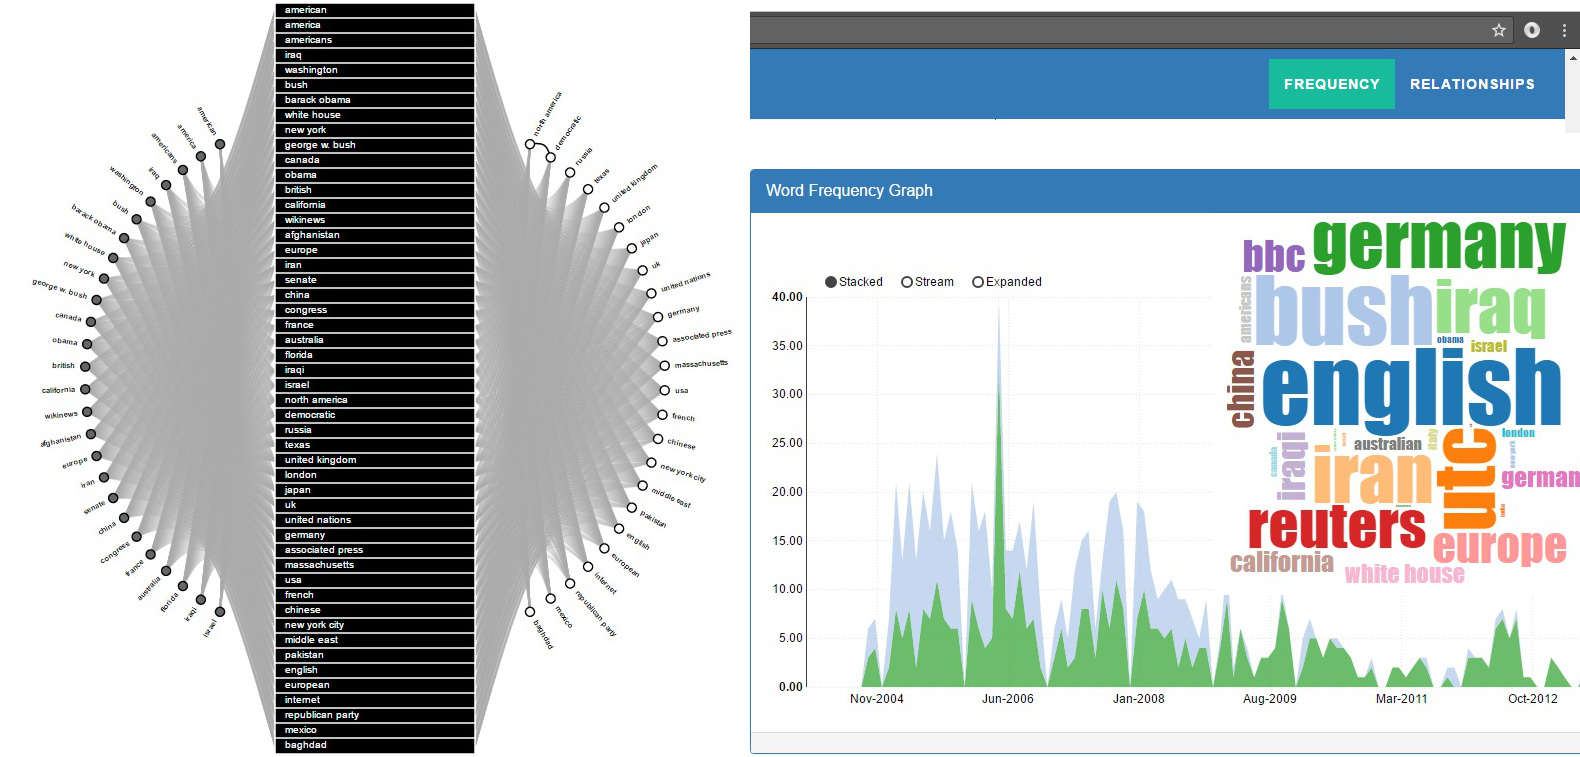 american
america
americans
iraq
washington
bush
barack obama
white house
new york
george w. bush
canada
obama
british
california
wikinews
afghanistan
europe
iran
senate
china
congress
france
australia
florida
iraqi
israel
north america
democratic
russia
texas
united kingdom
london
japan
uk
united nations
germany
associated press
massachusetts
usa
french
chinese
new york city
middle east
pakistan
english
european
internet
republican party
mexico
baghdad
american
america
americans
iraq
washington
bush
barack obama
white house
new york
george w. bush
canada
obama
british
california
wikinews
afghanistan
europe
iran
senate
china
congress
france
australia
florida
iraqi
israel
north america
democratic
russia
texas
united kingdom
london
japan
uk
united nations
germany
associated press
massachusetts
usa
french
chinese
new york city
middle east
pakistan
english
european
internet
republican party
mexico
baghdad
FREQUENCY RELATIONSHIPS
Word Frequency Graph
Stacked Stream Expanded
40.00
35.00
30.00
25.00
20.00
15.00
10.00
5.00
0.00
Nov-2004 Jun-2006 Jan-2008 Aug-2009 Mar-2011 Oct-2012
bbc germany
americans
bush iraq
obama israel
china
english
canada
iraqi
australian
italy
utc
london
new york
iran
german
india
reuters
europe
california
white house